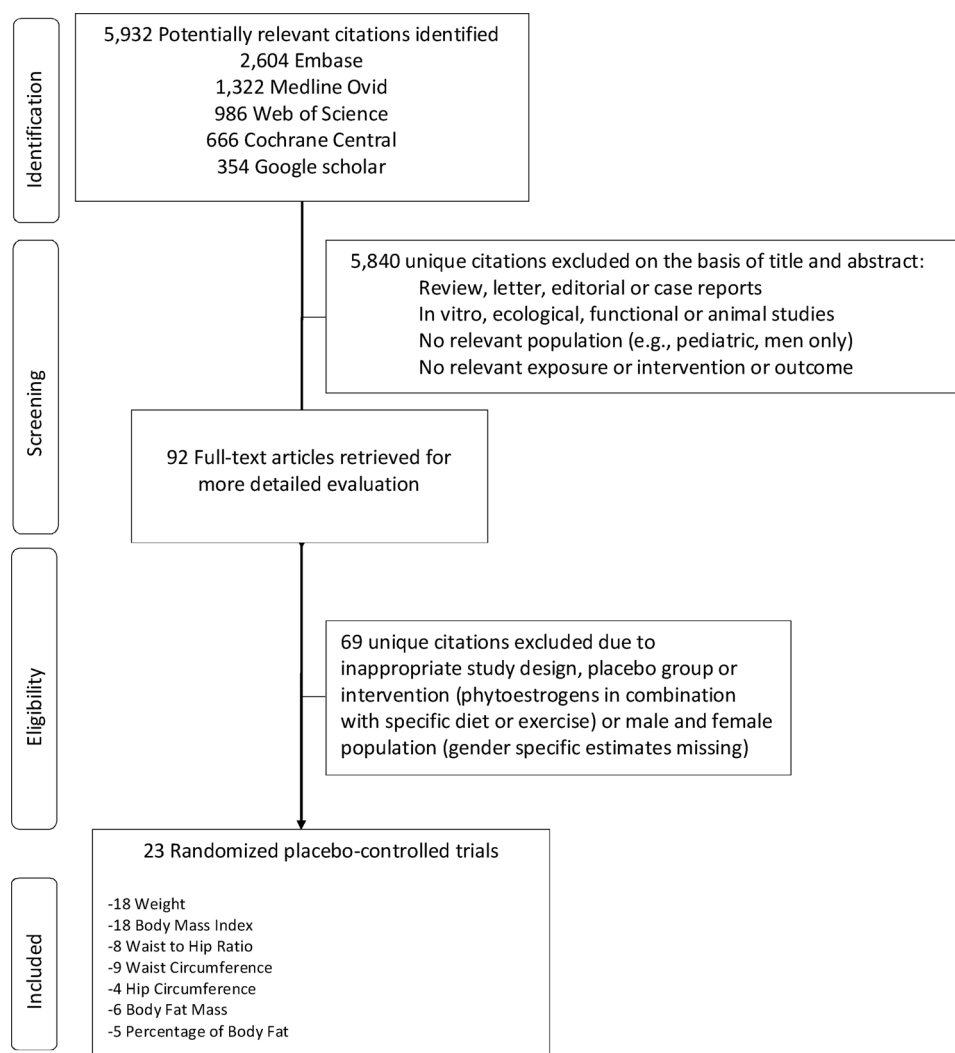 Identification
5,932 Potentially relevant citations identified
2,604 Embase
1,322 Medline Ovid
986 Web of Science
666 Cochrane Central
354 Google scholar
Screening
5,840 unique citations excluded on the basis of title and abstract:
Review, letter, editorial or case reports
In vitro, ecological, functional or animal studies
No relevant population (e.g., pediatric, men only)
No relevant exposure or intervention or outcome
92 Full-text articles retrieved for
more detailed evaluation
Eligibility
69 unique citations excluded due to
inappropriate study design, placebo group or
intervention (phytoestrogens in combination
with specific diet or exercise) or male and female
population (gender specific estimates missing)
Included
23 Randomized placebo-controlled trials
-18 Weight
-18 Body Mass Index
-8 Waist to Hip Ratio
-9 Waist Circumference
-4 Hip Circumference
-6 Body Fat Mass
-5 Percentage of Body Fat